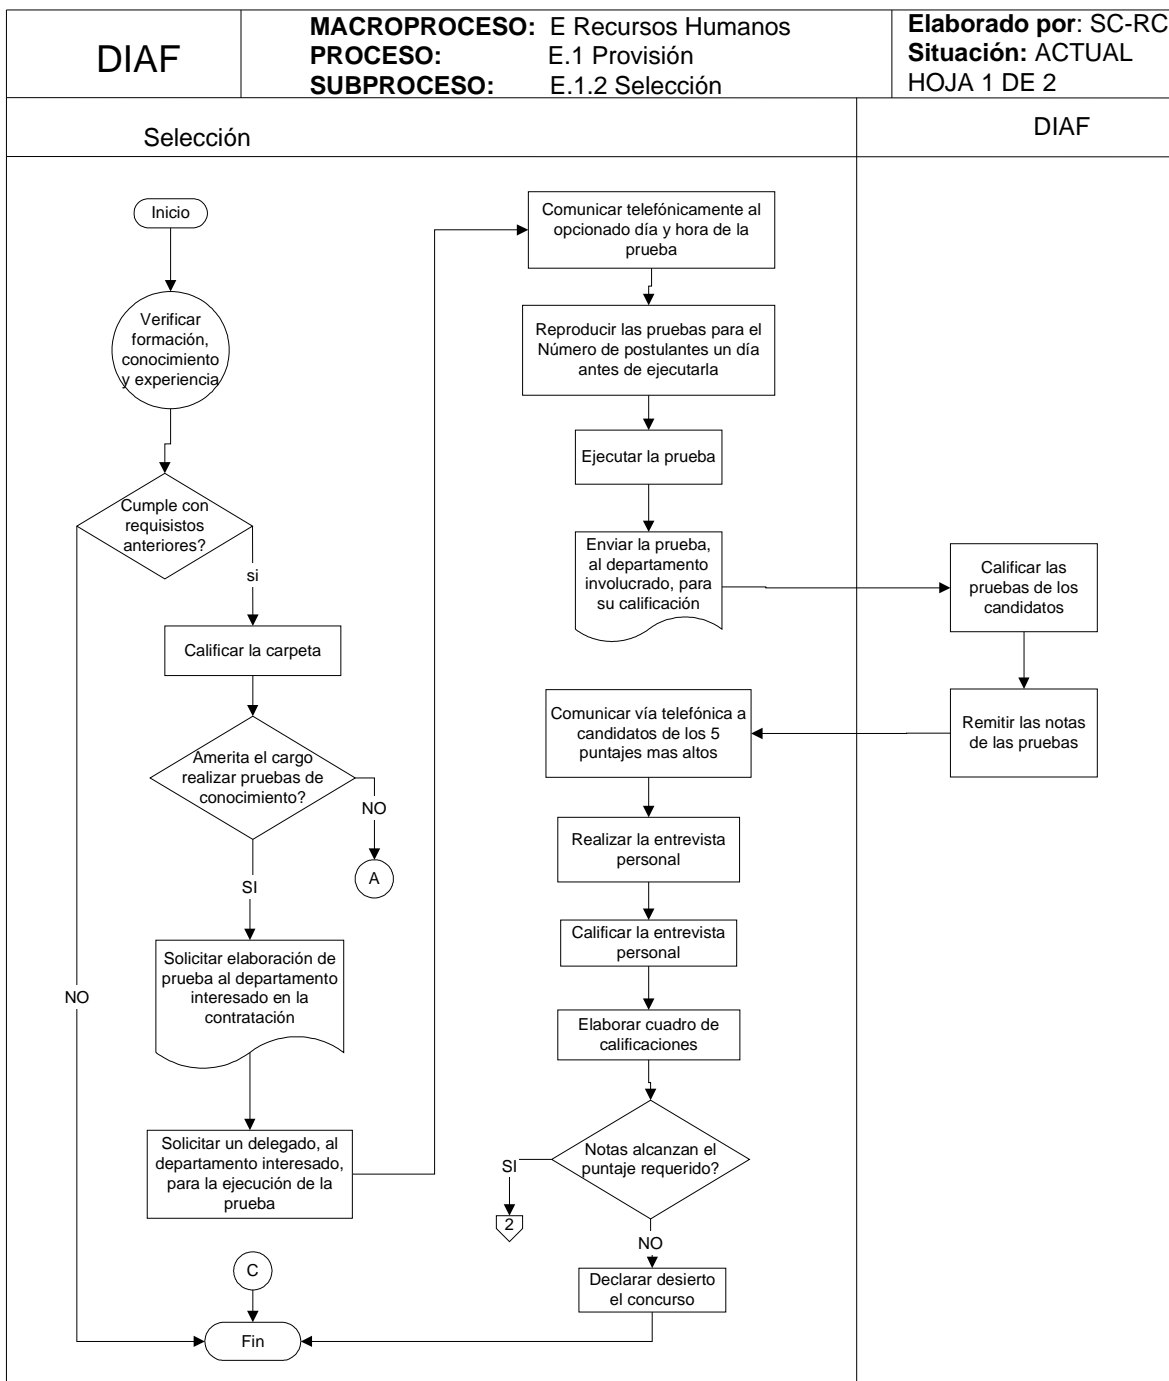 DIAF
MACROPROCESO: E Recursos Humanos
PROCESO: E.1 Provisión
SUBPROCESO: E.1.2 Selección
Elaborado por: SC-RC
Situación: ACTUAL
HOJA 1 DE 2
Selección
DIAF
Inicio
Verificar
formación,
conocimiento
y experiencia
Cumple con
requisistos
anteriores?
si
NO
Calificar la carpeta
Amerita el cargo
realizar pruebas de
conocimiento?
NO
A
SI
Solicitar elaboración de
prueba al departamento
interesado en la
contratación
Solicitar un delegado, al
departamento interesado,
para la ejecución de la
prueba
C
Fin
Comunicar telefónicamente al
opcionado día y hora de la
prueba
Reproducir las pruebas para el
Número de postulantes un día
antes de ejecutarla
Ejecutar la prueba
Enviar la prueba,
al departamento
involucrado, para
su calificación
Calificar las
pruebas de los
candidatos
Remitir las notas
de las pruebas
Comunicar vía telefónica a
candidatos de los 5
puntajes mas altos
Realizar la entrevista
personal
Calificar la entrevista
personal
Elaborar cuadro de
calificaciones
Notas alcanzan el
puntaje requerido?
SI
2
NO
Declarar desierto
el concurso